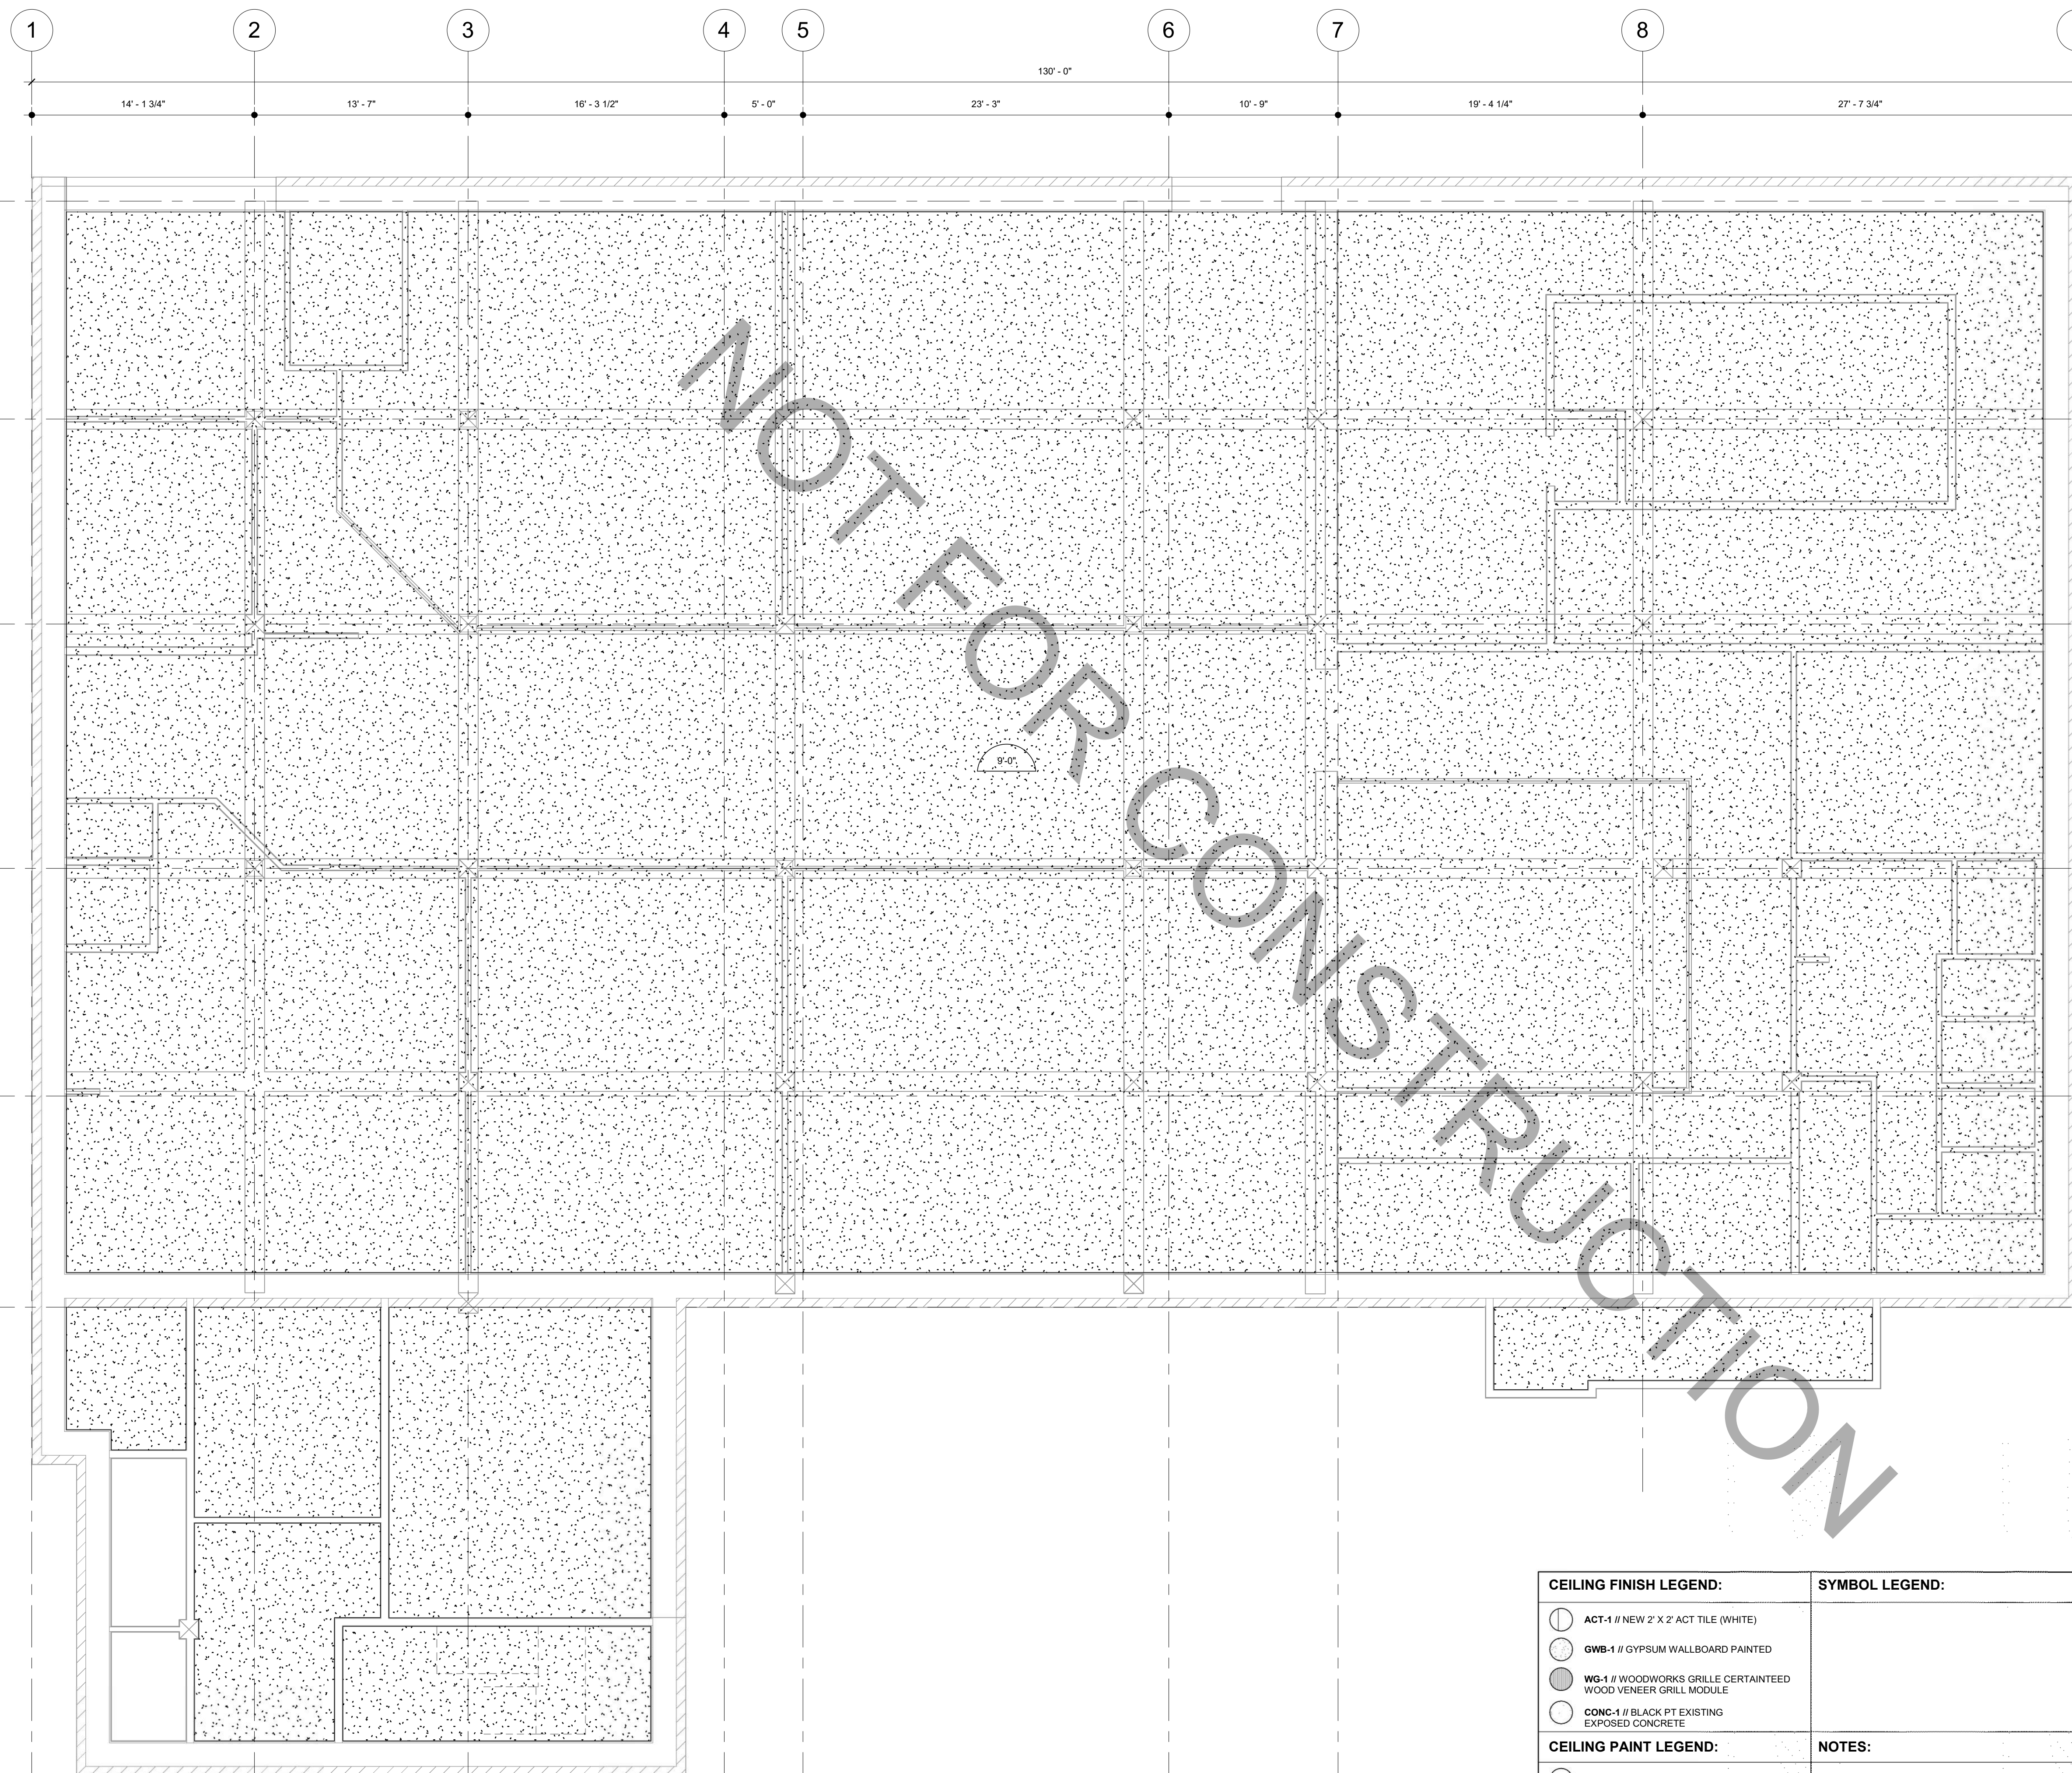 1 2 3 4 5 6 7 8
130' - 0"
14' - 1 3/4" 13' - 7" 16' - 3 1/2" 5' - 0" 23' - 3" 10' - 9" 19' - 4 1/4" 27' - 7 3/4"
NOT FOR CONSTRUCTION
9'-0"
CEILING FINISH LEGEND:
ACT-1 // NEW 2' X 2' ACT TILE (WHITE)
GWB-1 // GYPSUM WALLBOARD PAINTED
WG-1 // WOODWORKS GRILLE CERTAINTEED
WOOD VENEER GRILL MODULE
CONC-1 // BLACK PT EXISTING
EXPOSED CONCRETE
CEILING PAINT LEGEND:
SYMBOL LEGEND:
NOTES: